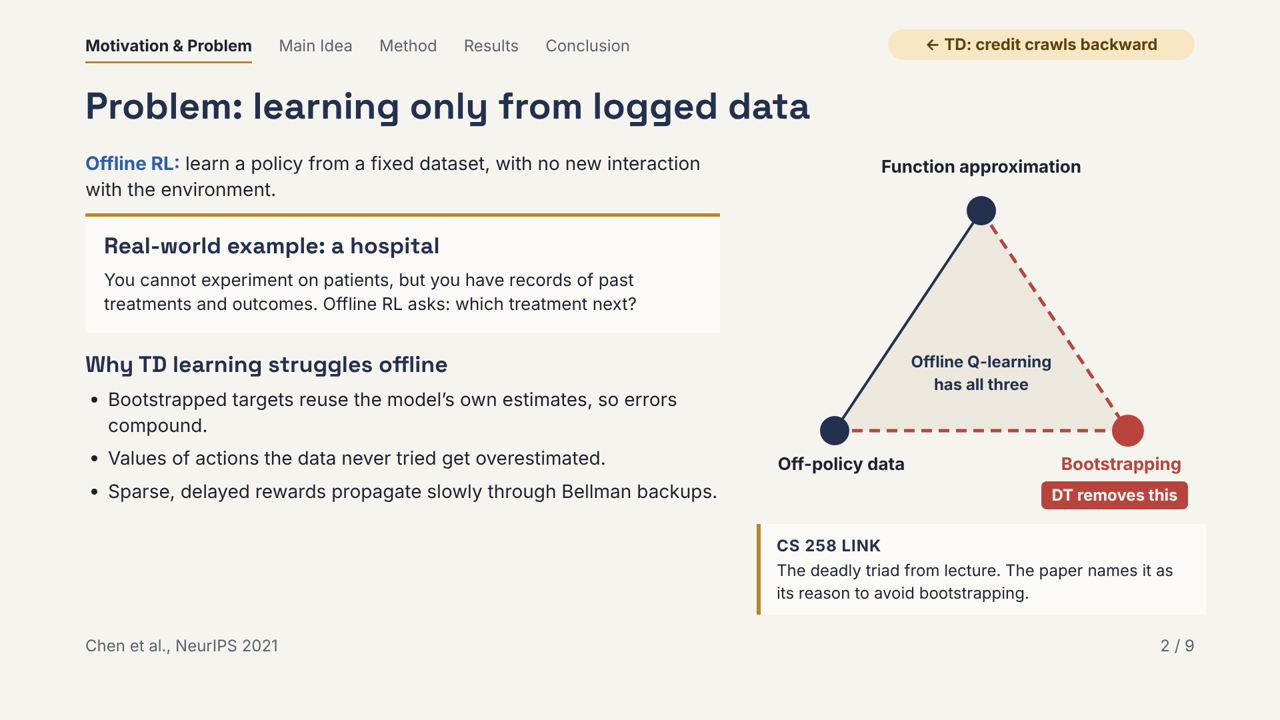 Motivation & Problem Main Idea Method Results Conclusion
← TD: credit crawls backward
Problem: learning only from logged data
Offline RL: learn a policy from a fixed dataset, with no new interaction
with the environment.
Real-world example: a hospital
You cannot experiment on patients, but you have records of past
treatments and outcomes. Offline RL asks: which treatment next?
Why TD learning struggles offline
• Bootstrapped targets reuse the model’s own estimates, so errors
compound.
• Values of actions the data never tried get overestimated.
• Sparse, delayed rewards propagate slowly through Bellman backups.
Function approximation
Offline Q-learning
has all three
Off-policy data
Bootstrapping
DT removes this
CS 258 LINK
The deadly triad from lecture. The paper names it as
its reason to avoid bootstrapping.
Chen et al., NeurIPS 2021
2 / 9